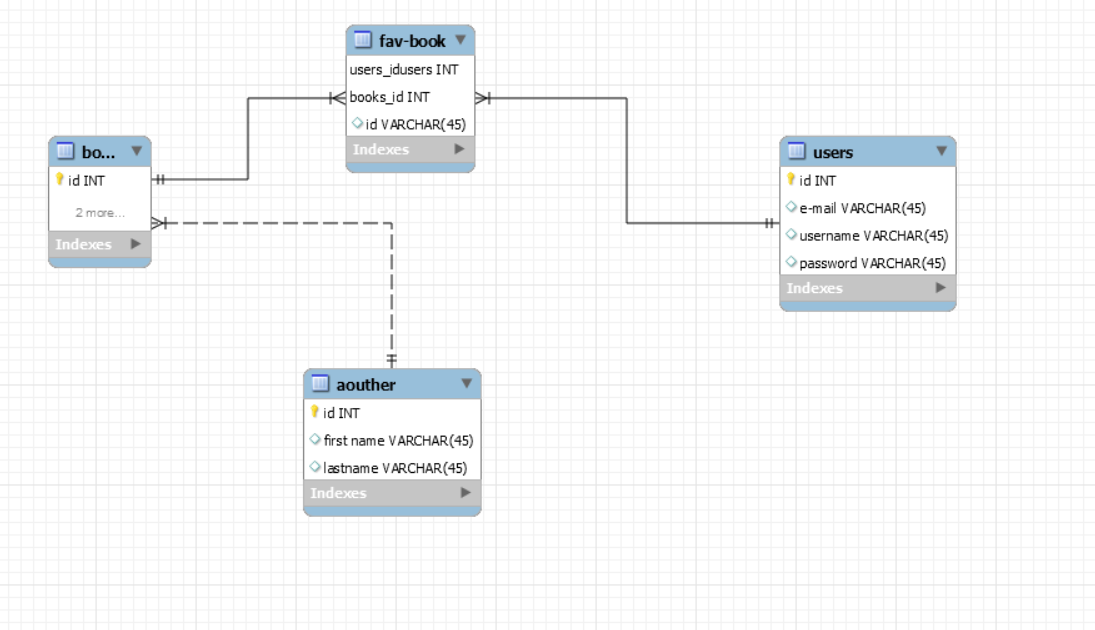 fav-book
users_idusers INT
books_id INT
id VARCHAR(45)
Indexes
bo...
id INT
2 more...
Indexes
users
id INT
e-mail VARCHAR(45)
username VARCHAR(45)
password VARCHAR(45)
Indexes
aouther
id INT
first name VARCHAR(45)
lastname VARCHAR(45)
Indexes